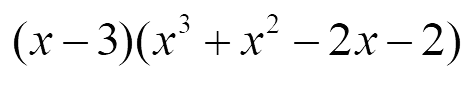 (x − 3)(x³ + x² − 2x − 2)